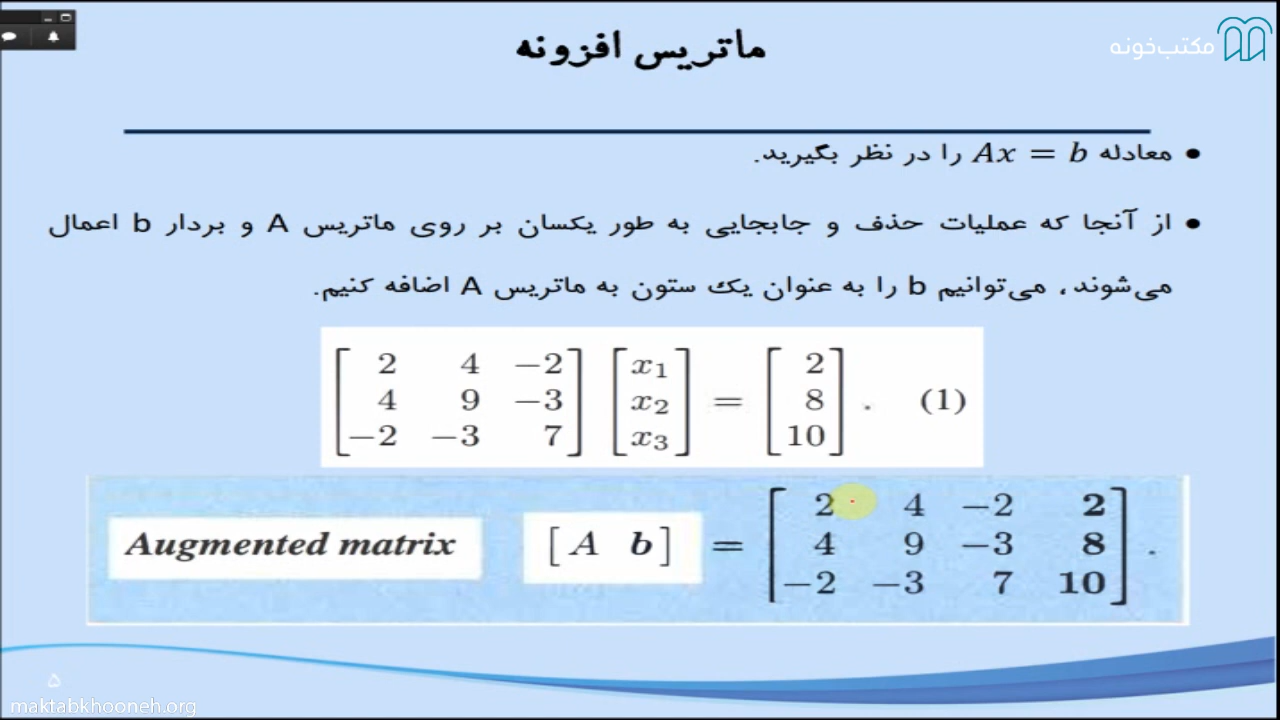 مکتب‌خونه
ماتریس افزونه
• معادله Ax = b را در نظر بگیرید.
• از آنجا که عملیات حذف و جابجایی به طور یکسان بر روی ماتریس A و بردار b اعمال
می‌شوند، می‌توانیم b را به عنوان یک ستون به ماتریس A اضافه کنیم.
[ 2 4 −2 ] [ x1 ] [ 2 ]
[ 4 9 −3 ] [ x2 ] = [ 8 ] . (1)
[ −2 −3 7 ] [ x3 ] [ 10 ]
[ 2 4 −2 2 ]
Augmented matrix [ A b ] = [ 4 9 −3 8 ] .
[ −2 −3 7 10 ]
۵
maktabkhooneh.org